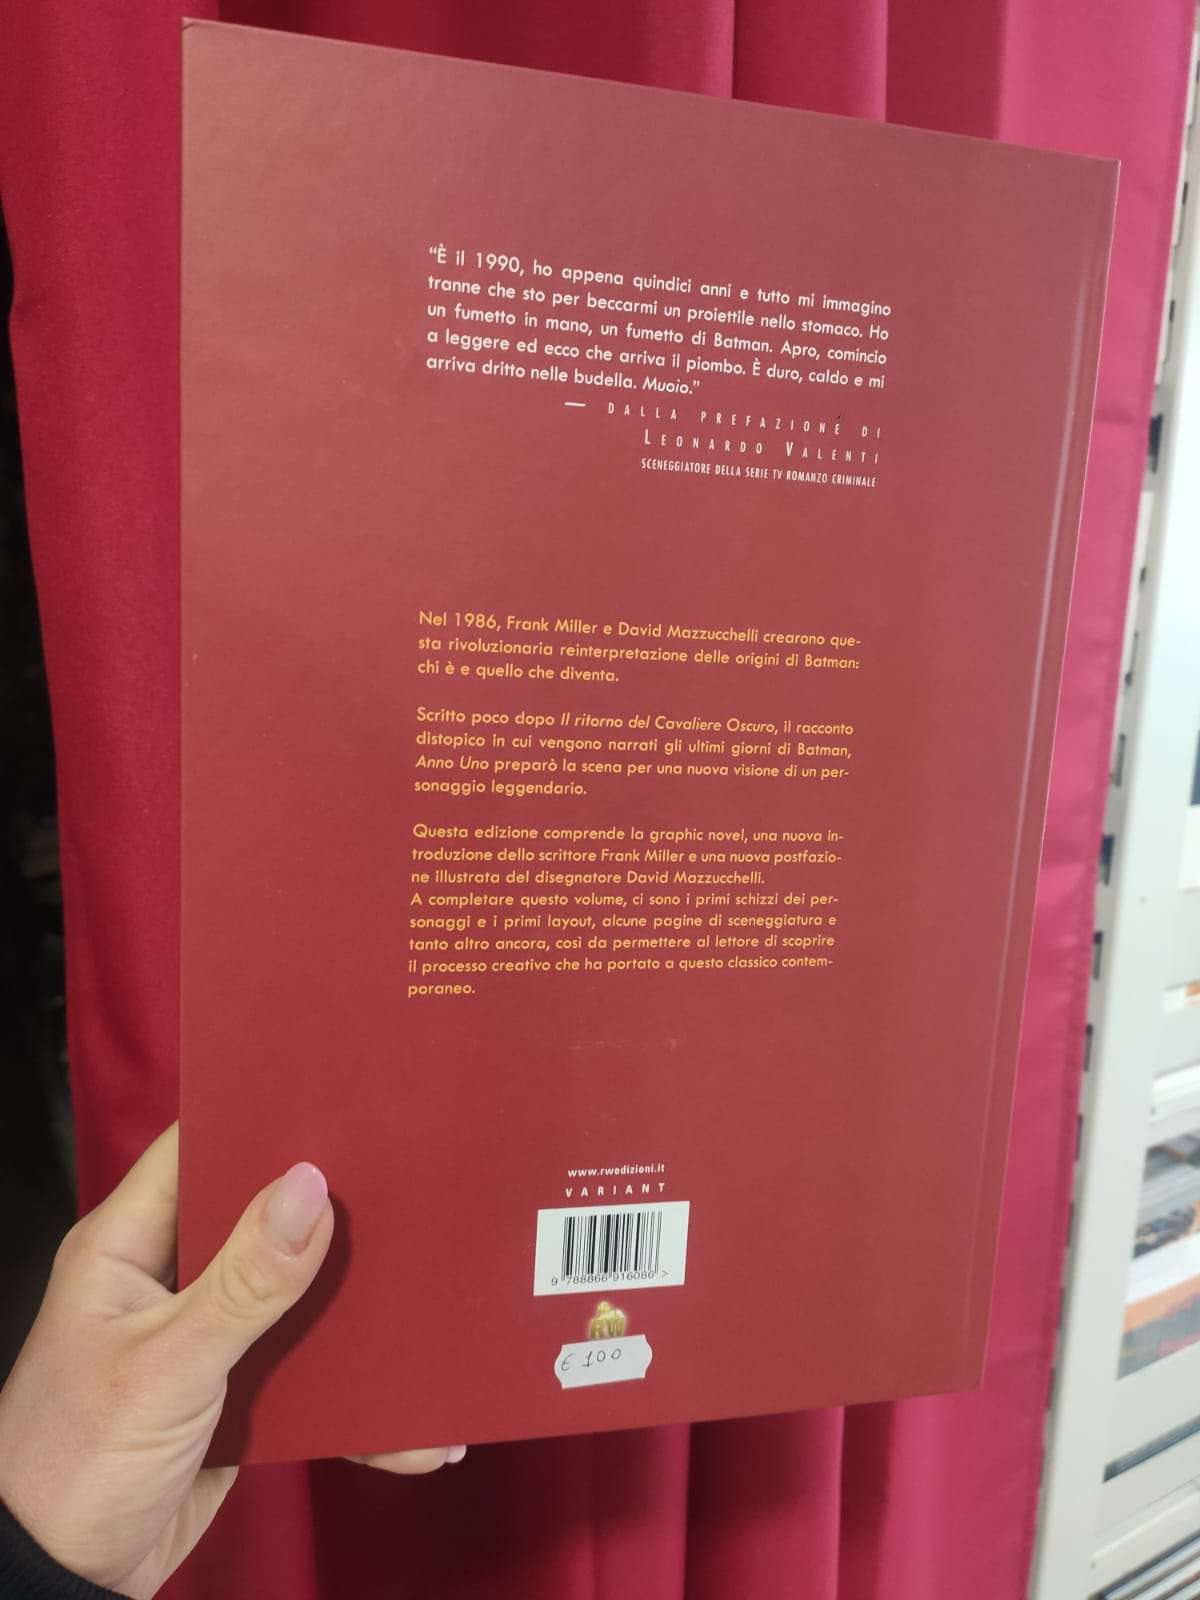 “È il 1990, ho appena quindici anni e tutto mi immagino
tranne che sto per beccarmi un proiettile nello stomaco. Ho
un fumetto in mano, un fumetto di Batman. Apro, comincio
a leggere ed ecco che arriva il piombo. È duro, caldo e mi
arriva dritto nelle budella. Muoio.”
— DALLA PREFAZIONE DI
LEONARDO VALENTI
SCENEGGIATORE DELLA SERIE TV ROMANZO CRIMINALE
Nel 1986, Frank Miller e David Mazzucchelli crearono que-
sta rivoluzionaria reinterpretazione delle origini di Batman:
chi è e quello che diventa.
Scritto poco dopo Il ritorno del Cavaliere Oscuro, il racconto
distopico in cui vengono narrati gli ultimi giorni di Batman,
Anno Uno preparò la scena per una nuova visione di un per-
sonaggio leggendario.
Questa edizione comprende la graphic novel, una nuova in-
troduzione dello scrittore Frank Miller e una nuova postfazio-
ne illustrata del disegnatore David Mazzucchelli.
A completare questo volume, ci sono i primi schizzi dei per-
sonaggi e i primi layout, alcune pagine di sceneggiatura e
tanto altro ancora, così da permettere al lettore di scoprire
il processo creativo che ha portato a questo classico contem-
poraneo.
www.rwedizioni.it
VARIANT
9 788866 916086 >
RW
€ 100